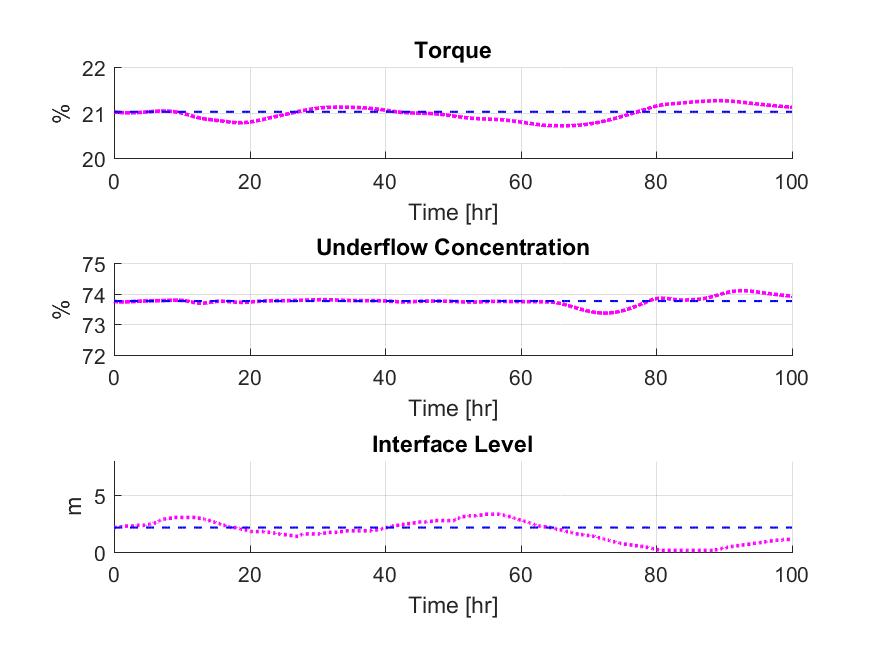 Torque
22
21
20
%
0 20 40 60 80 100
Time [hr]
Underflow Concentration
75
74
73
72
%
0 20 40 60 80 100
Time [hr]
Interface Level
5
0
m
0 20 40 60 80 100
Time [hr]